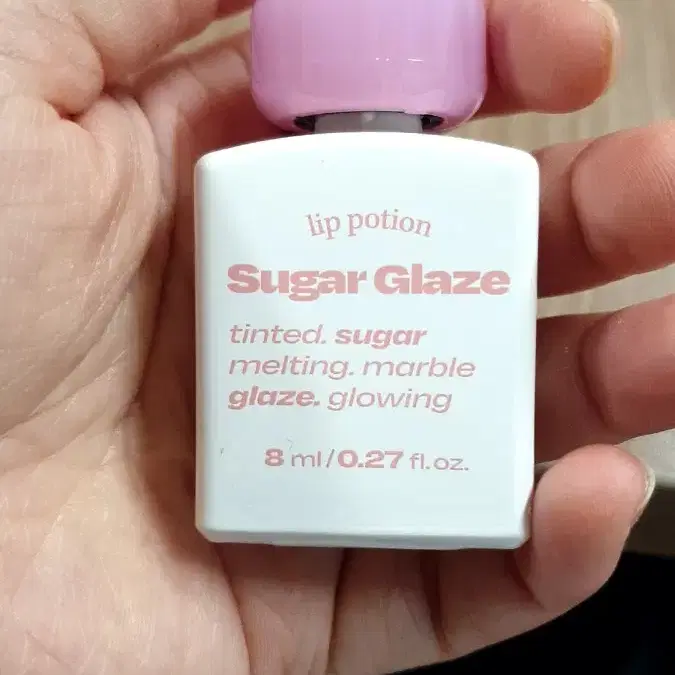 lip potion
Sugar Glaze
tinted. sugar
melting. marble
glaze. glowing
8 ml/0.27 fl.oz.